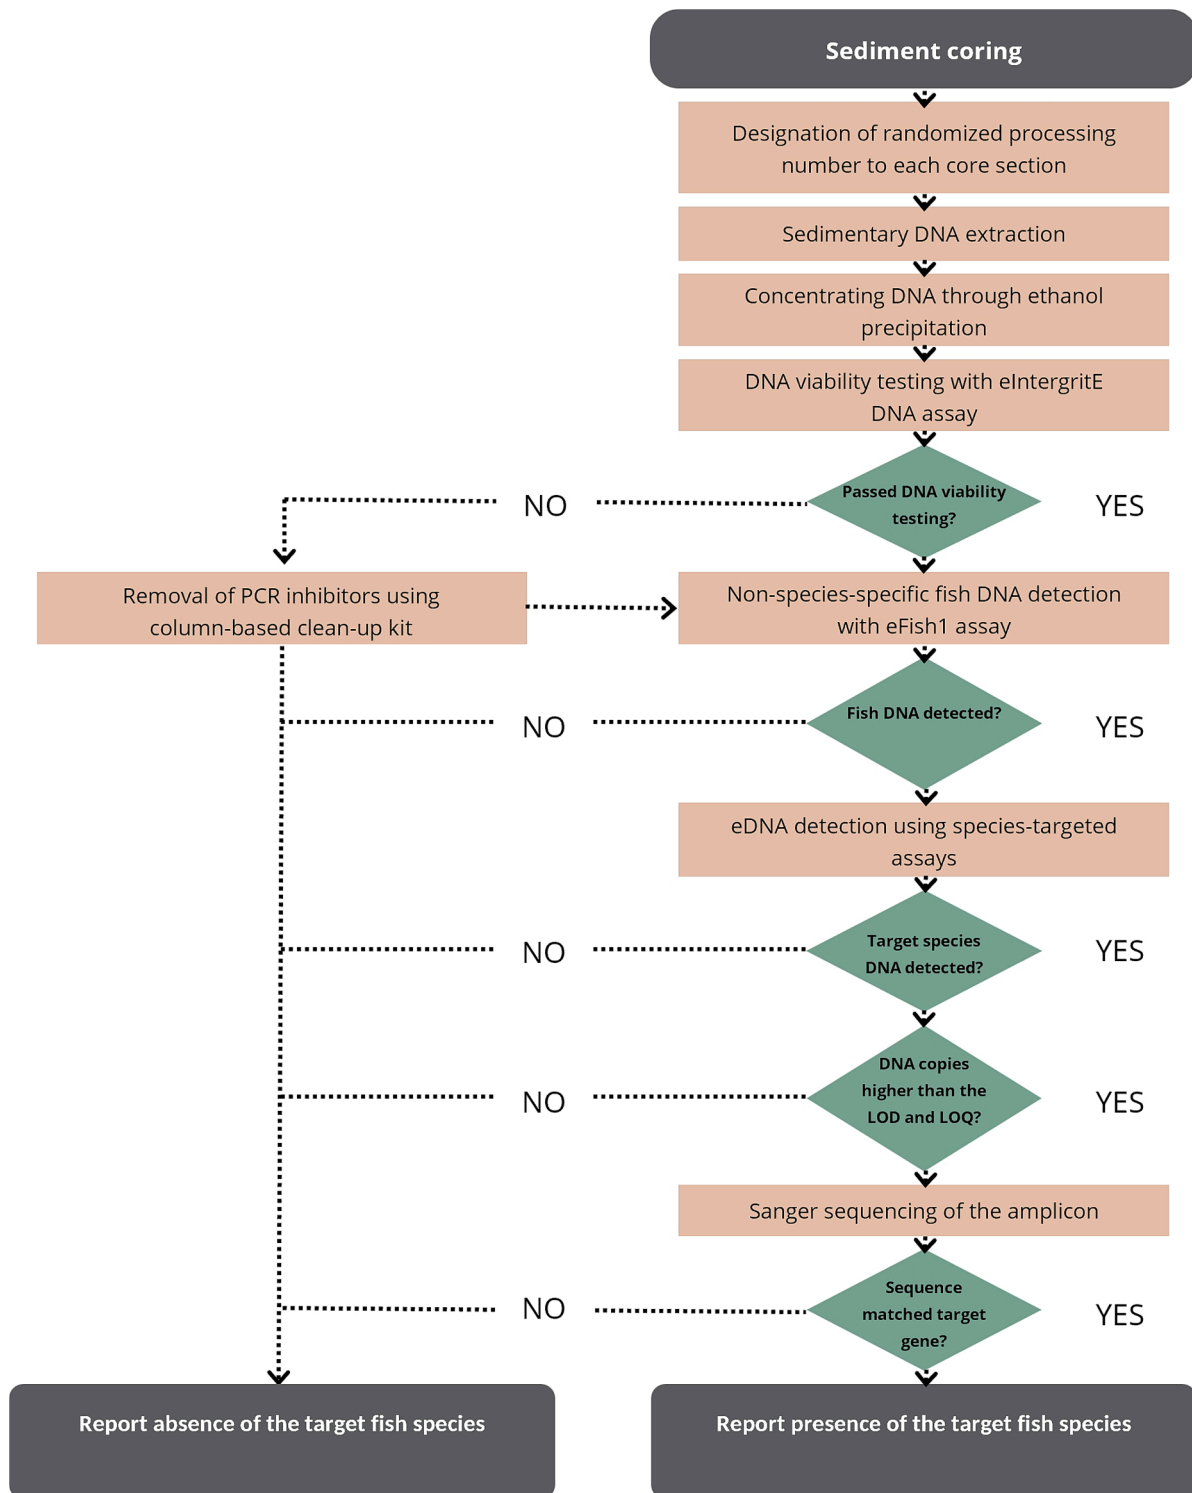 Sediment coring
Designation of randomized processing
number to each core section
Sedimentary DNA extraction
Concentrating DNA through ethanol
precipitation
DNA viability testing with eIntergritE
DNA assay
Passed DNA viability
testing?
NO
YES
Removal of PCR inhibitors using
column-based clean-up kit
Non-species-specific fish DNA detection
with eFish1 assay
Fish DNA detected?
NO
YES
eDNA detection using species-targeted
assays
Target species
DNA detected?
NO
YES
DNA copies
higher than the
LOD and LOQ?
NO
YES
Sanger sequencing of the amplicon
Sequence
matched target
gene?
NO
YES
Report absence of the target fish species
Report presence of the target fish species